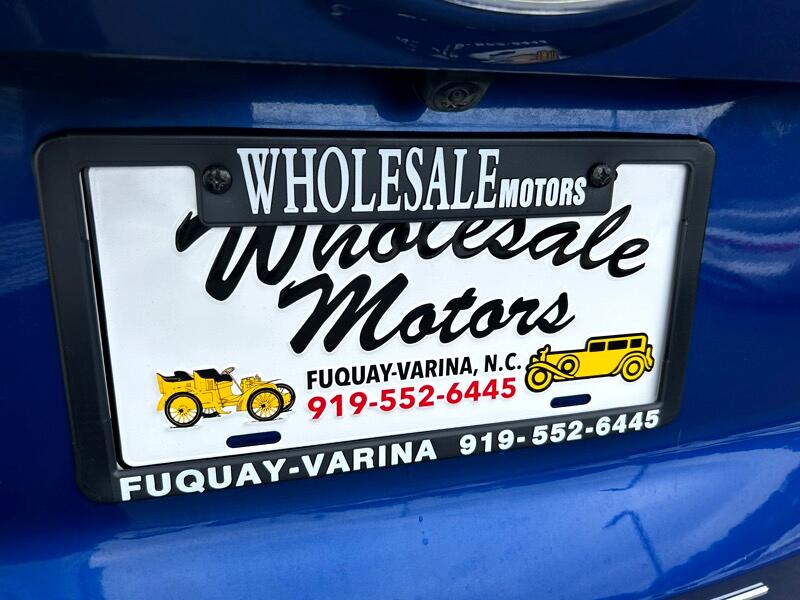 WHOLESALE MOTORS
Wholesale
Motors
FUQUAY-VARINA, N.C.
919-552-6445
FUQUAY-VARINA 919-552-6445